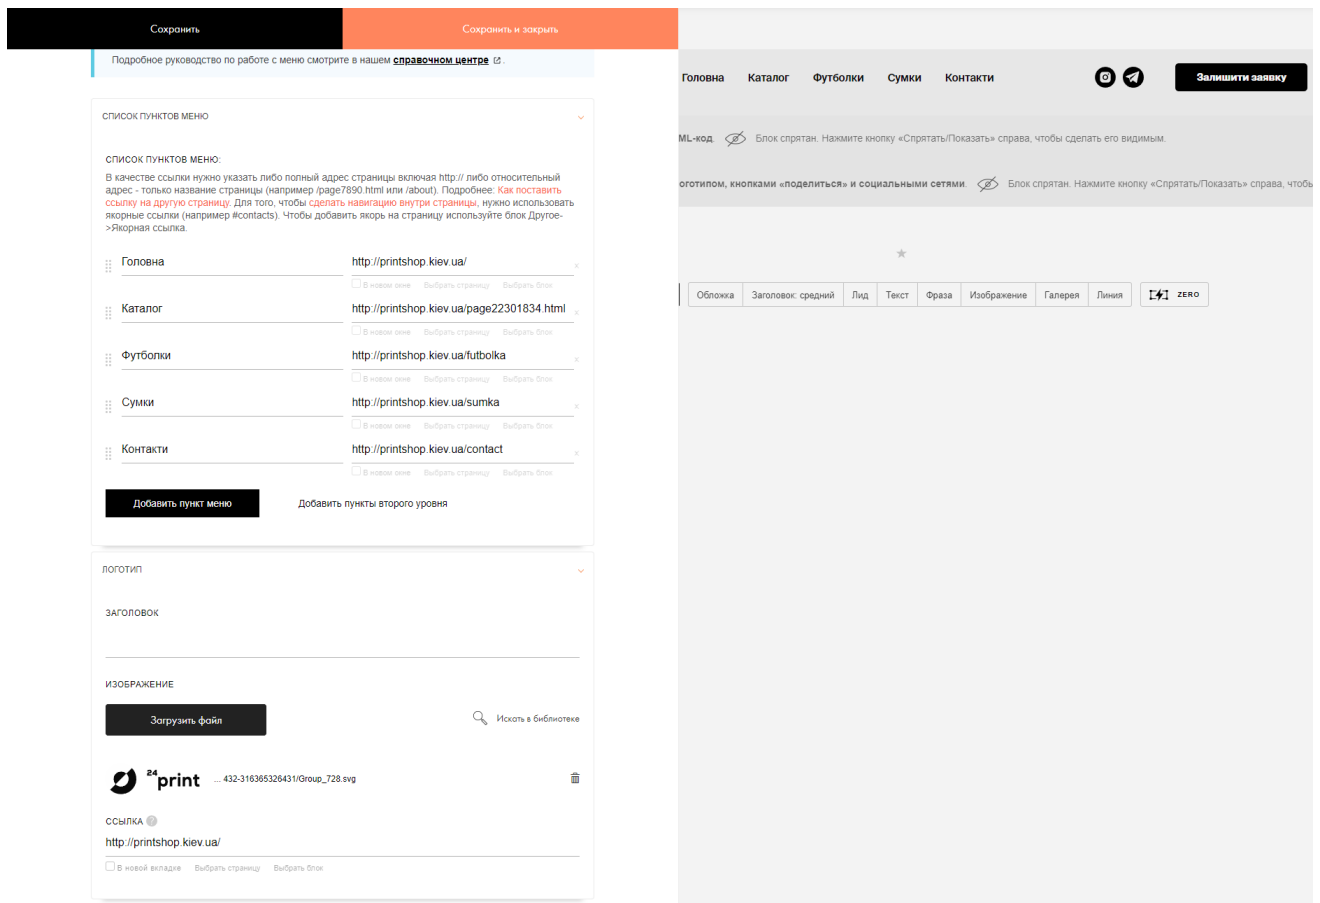 Сохранить
Сохранить и закрыть
Подробное руководство по работе с меню смотрите в нашем справочном центре.
СПИСОК ПУНКТОВ МЕНЮ
СПИСОК ПУНКТОВ МЕНЮ:
В качестве ссылки нужно указать либо полный адрес страницы включая http:// либо относительный
адрес - только название страницы (например /page7890.html или /about). Подробнее: Как поставить
ссылку на другую страницу. Для того, чтобы сделать навигацию внутри страницы, нужно использовать
якорные ссылки (например #contacts). Чтобы добавить якорь на страницу используйте блок Другое-
>Якорная ссылка.
Головна
http://printshop.kiev.ua/
x
В новом окне Выбрать страницу Выбрать блок
Каталог
http://printshop.kiev.ua/page22301834.html
x
В новом окне Выбрать страницу Выбрать блок
Футболки
http://printshop.kiev.ua/futbolka
x
В новом окне Выбрать страницу Выбрать блок
Сумки
http://printshop.kiev.ua/sumka
x
В новом окне Выбрать страницу Выбрать блок
Контакти
http://printshop.kiev.ua/contact
x
В новом окне Выбрать страницу Выбрать блок
Добавить пункт меню
Добавить пункты второго уровня
ЛОГОТИП
ЗАГОЛОВОК
ИЗОБРАЖЕНИЕ
Загрузить файл
Искать в библиотеке
24print
... 432-316365326431/Group_728.svg
ССЫЛКА ?
http://printshop.kiev.ua/
В новой вкладке Выбрать страницу Выбрать блок
Головна Каталог Футболки Сумки Контакти
Залишити заявку
ML-код. Блок спрятан. Нажмите кнопку «Спрятать/Показать» справа, чтобы сделать его видимым.
оготипом, кнопками «поделиться» и социальными сетями. Блок спрятан. Нажмите кнопку «Спрятать/Показать» справа, чтобы
Обложка Заголовок: средний Лид Текст Фраза Изображение Галерея Линия ZERO